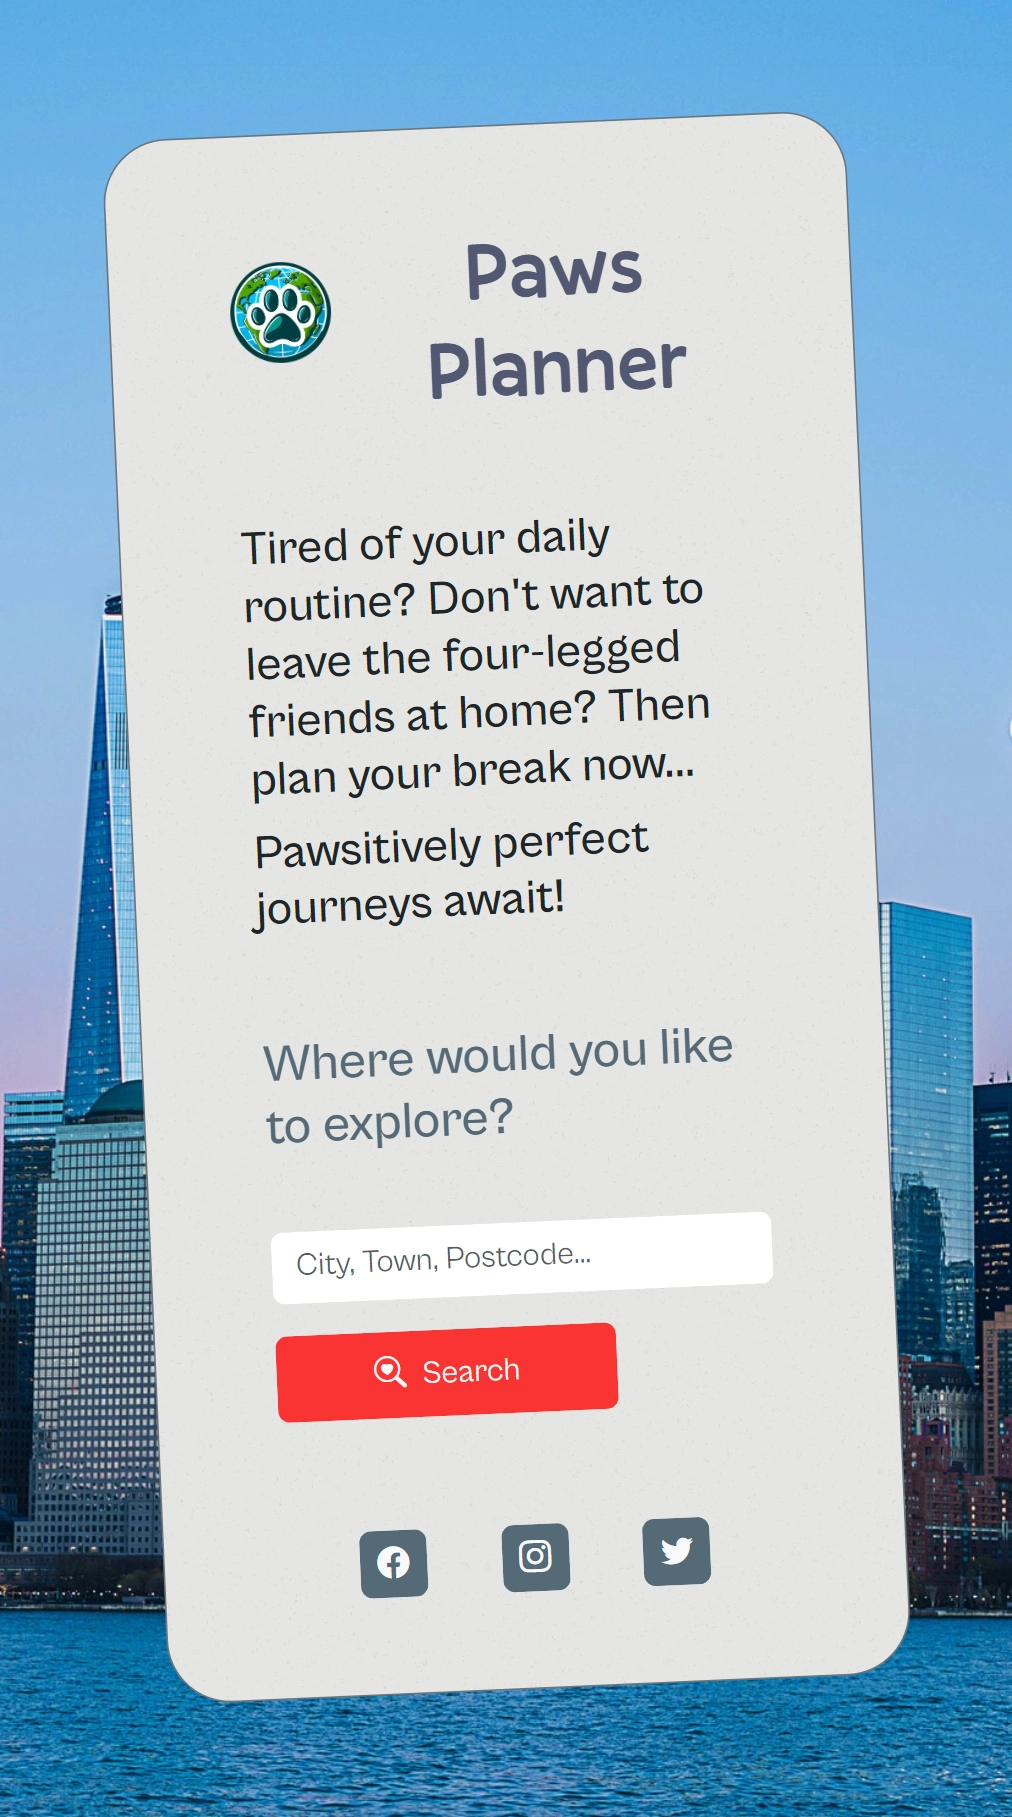 Paws
Planner
Tired of your daily
routine? Don't want to
leave the four-legged
friends at home? Then
plan your break now...
Pawsitively perfect
journeys await!
Where would you like
to explore?
City, Town, Postcode...
Search